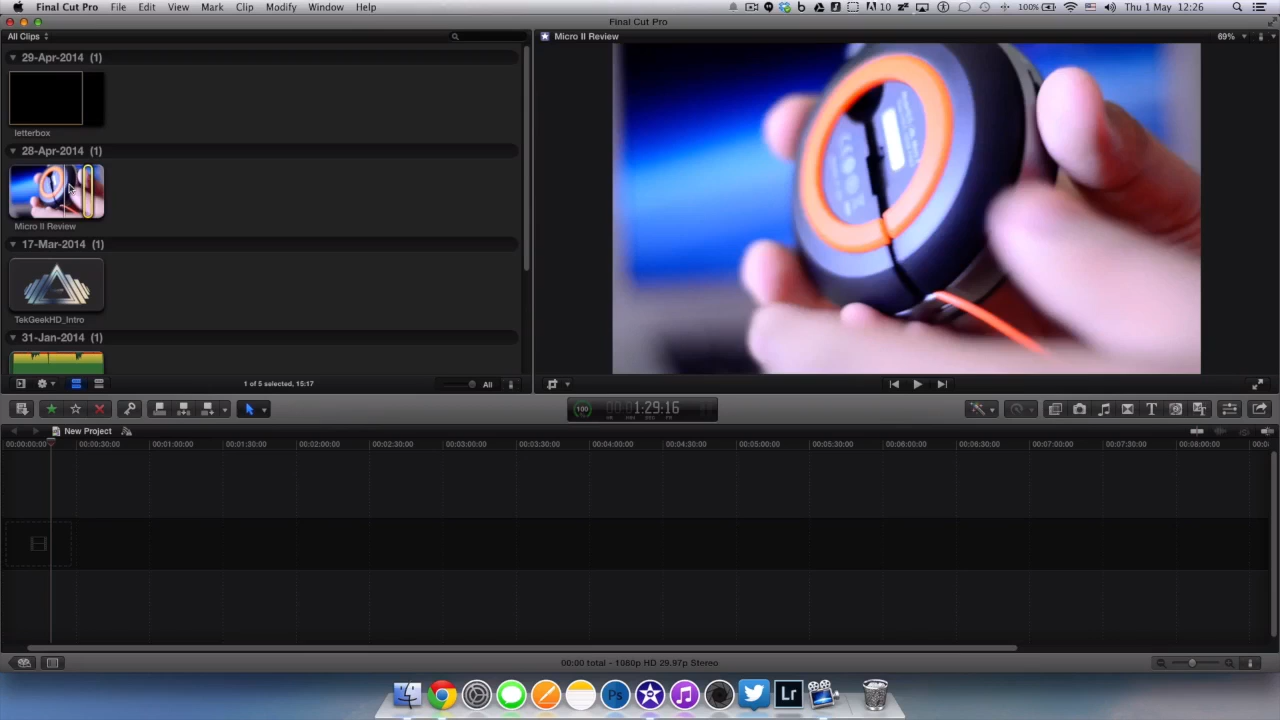 Final Cut Pro File Edit View Mark Clip Modify Window Help
10 100% Thu 1 May 12:26
Final Cut Pro
All Clips
Micro II Review 69%
29-Apr-2014 (1)
letterbox
28-Apr-2014 (1)
Micro II Review
17-Mar-2014 (1)
TekGeekHD_Intro
31-Jan-2014 (1)
1 of 5 selected, 15:17 All
100 00:01:29:16
New Project
00:00:00:00 00:00:30:00 00:01:00:00 00:01:30:00 00:02:00:00 00:02:30:00 00:03:00:00 00:03:30:00 00:04:00:00 00:04:30:00 00:05:00:00 00:05:30:00 00:06:00:00 00:06:30:00 00:07:00:00 00:07:30:00 00:08:00:00
00:00 total - 1080p HD 29.97p Stereo
Ps Lr